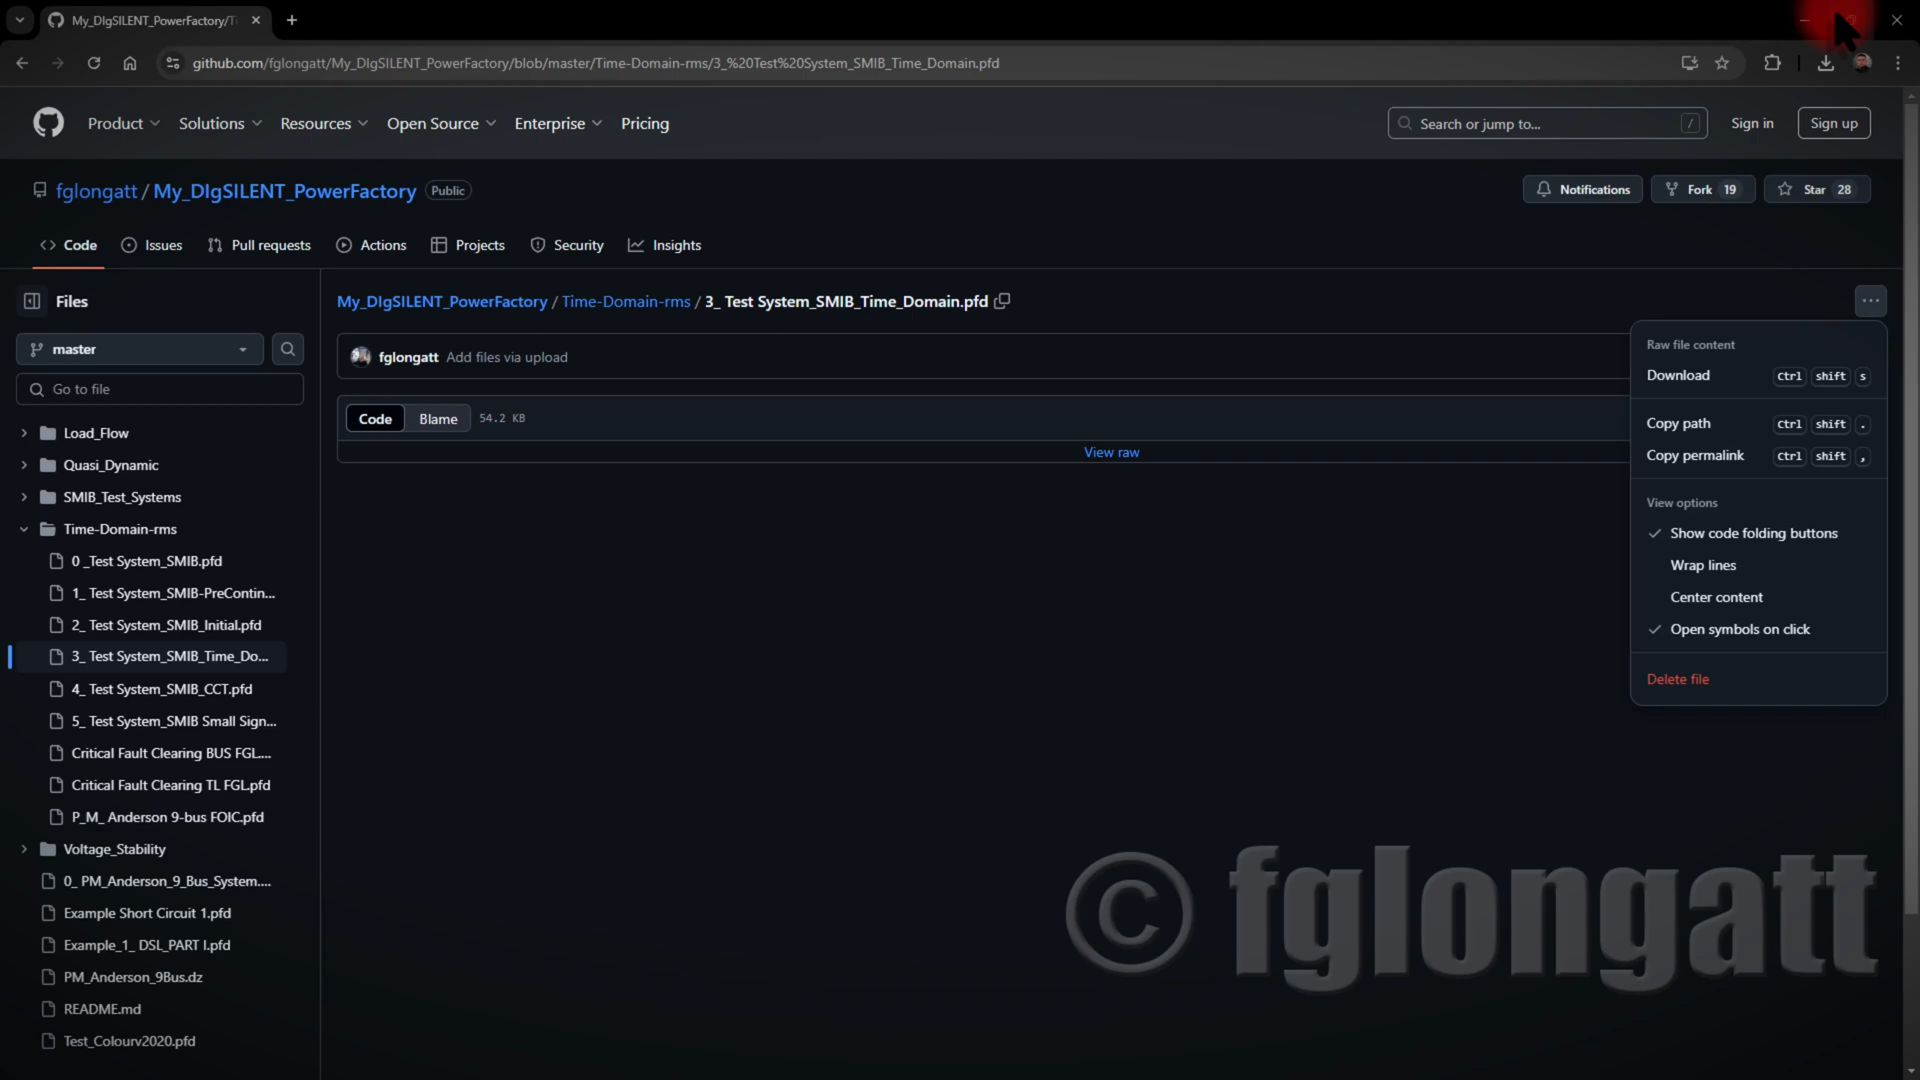 My_DIgSILENT_PowerFactory/Ti
github.com/fglongatt/My_DIgSILENT_PowerFactory/blob/master/Time-Domain-rms/3_%20Test%20System_SMIB_Time_Domain.pfd
Product Solutions Resources Open Source Enterprise Pricing
Search or jump to... /
Sign in
Sign up
fglongatt / My_DIgSILENT_PowerFactory Public
Notifications
Fork 19
Star 28
Code Issues Pull requests Actions Projects Security Insights
Files
master
Go to file
Load_Flow
Quasi_Dynamic
SMIB_Test_Systems
Time-Domain-rms
0 _Test System_SMIB.pfd
1_ Test System_SMIB-PreContin...
2_ Test System_SMIB_Initial.pfd
3_ Test System_SMIB_Time_Do...
4_ Test System_SMIB_CCT.pfd
5_ Test System_SMIB Small Sign...
Critical Fault Clearing BUS FGL....
Critical Fault Clearing TL FGL.pfd
P_M_ Anderson 9-bus FOIC.pfd
Voltage_Stability
0_ PM_Anderson_9_Bus_System....
Example Short Circuit 1.pfd
Example_1_ DSL_PART I.pfd
PM_Anderson_9Bus.dz
README.md
Test_Colourv2020.pfd
My_DIgSILENT_PowerFactory / Time-Domain-rms / 3_ Test System_SMIB_Time_Domain.pfd
fglongatt Add files via upload
Code Blame 54.2 KB
View raw
Raw file content
Download ctrl shift s
Copy path ctrl shift .
Copy permalink ctrl shift ,
View options
Show code folding buttons
Wrap lines
Center content
Open symbols on click
Delete file
© fglongatt